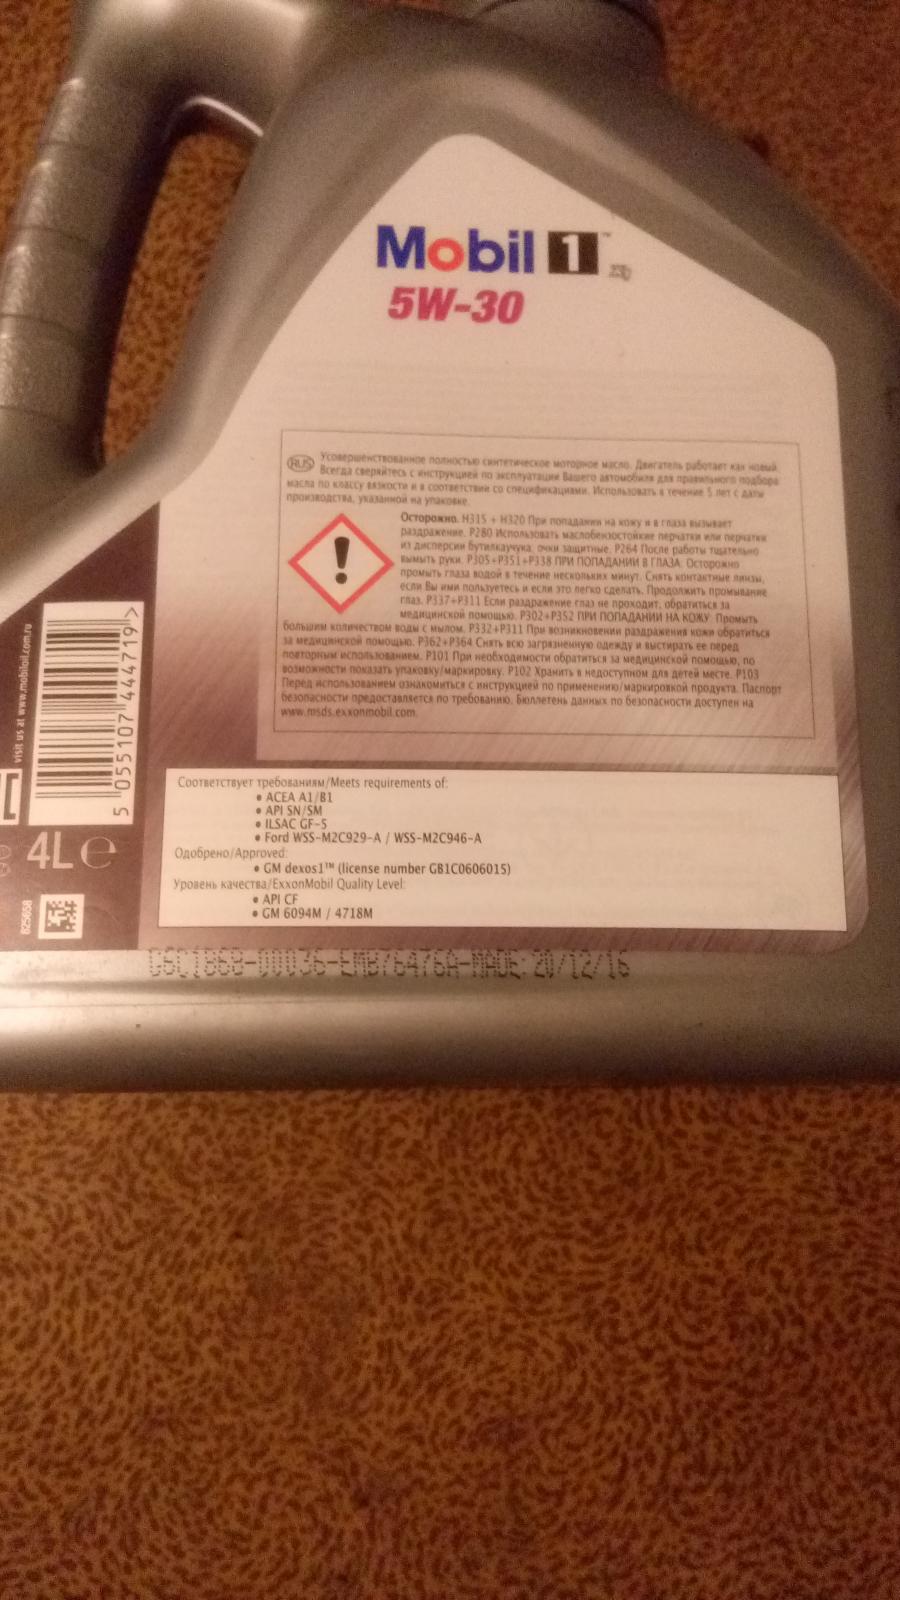 Mobil 1™
5W-30
RUS Усовершенствованное полностью синтетическое моторное масло. Двигатель работает как новый.
Всегда сверяйтесь с инструкцией по эксплуатации Вашего автомобиля для правильного подбора
масла по классу вязкости и в соответствии со спецификациями. Использовать в течение 5 лет с даты
производства, указанной на упаковке.
Осторожно. H315 + H320 При попадании на кожу и в глаза вызывает
раздражение. P280 Использовать маслобензостойкие перчатки или перчатки
из дисперсии бутилкаучука, очки защитные. P264 После работы тщательно
вымыть руки. P305+P351+P338 ПРИ ПОПАДАНИИ В ГЛАЗА: Осторожно
промыть глаза водой в течение нескольких минут. Снять контактные линзы,
если Вы ими пользуетесь и если это легко сделать. Продолжить промывание
глаз. P337+P311 Если раздражение глаз не проходит, обратиться за
медицинской помощью. P302+P352 ПРИ ПОПАДАНИИ НА КОЖУ: Промыть
большим количеством воды с мылом. P332+P311 При возникновении раздражения кожи обратиться
за медицинской помощью. P362+P364 Снять всю загрязненную одежду и выстирать ее перед
повторным использованием. P101 При необходимости обратиться за медицинской помощью, по
возможности показать упаковку/маркировку. P102 Хранить в недоступном для детей месте. P103
Перед использованием ознакомиться с инструкцией по применению/маркировкой продукта. Паспорт
безопасности предоставляется по требованию. Бюллетень данных по безопасности доступен на
www.msds.exxonmobil.com.
visit us at www.mobiloil.com.ru
5 055107 444719 >
4L e
825658
Соответствует требованиям/Meets requirements of:
• ACEA A1/B1
• API SN/SM
• ILSAC GF-5
• Ford WSS-M2C929-A / WSS-M2C946-A
Одобрено/Approved:
• GM dexos1™ (license number GB1C0606015)
Уровень качества/ExxonMobil Quality Level:
• API CF
• GM 6094M / 4718M
G6C1868-00036-EMB76476A-MADE:20/12/16